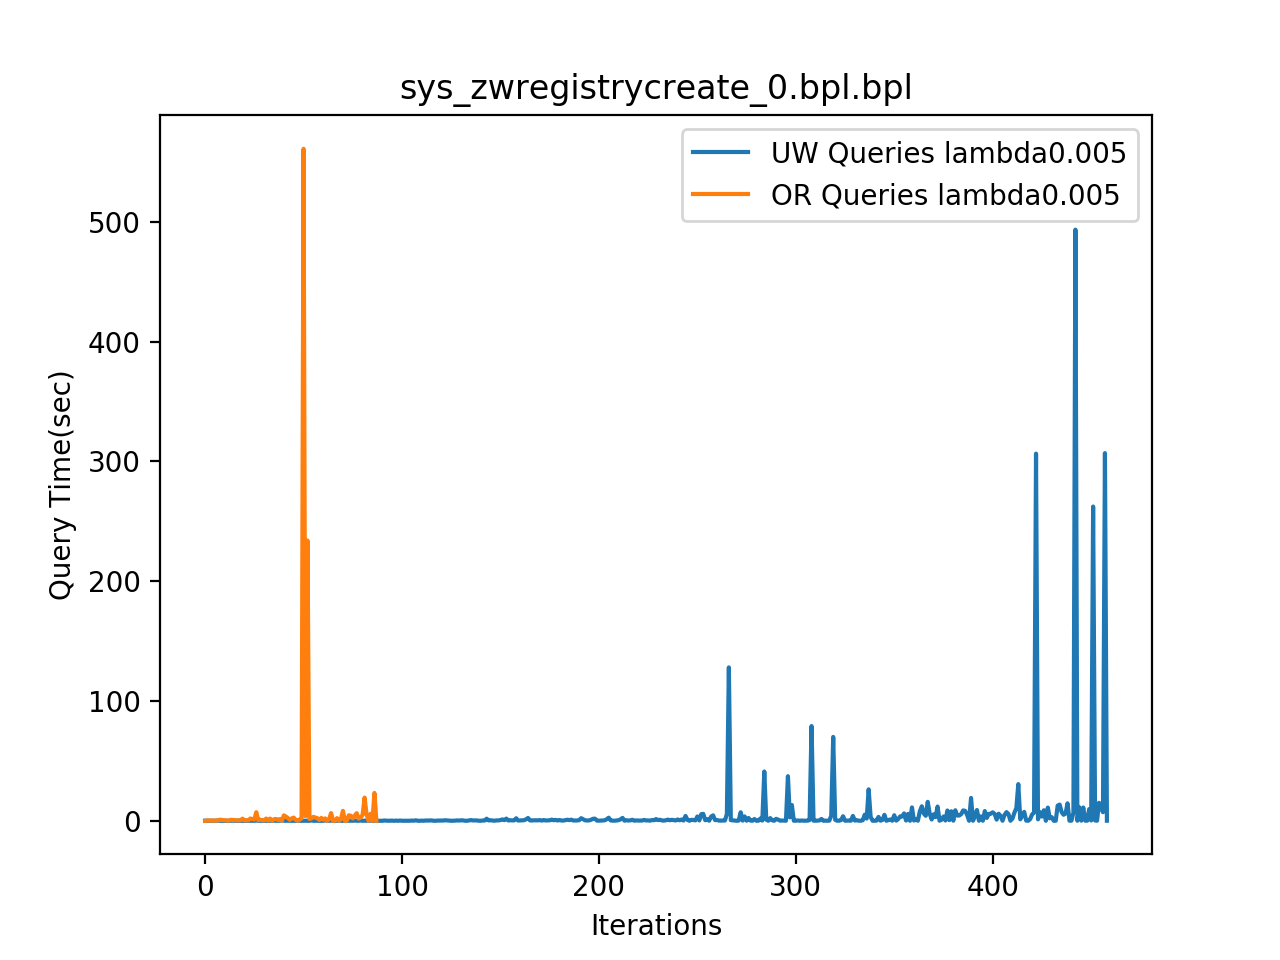 sys_zwregistrycreate_0.bpl.bpl
UW Queries lambda0.005
OR Queries lambda0.005
Query Time(sec)
500
400
300
200
100
0
0 100 200 300 400
Iterations